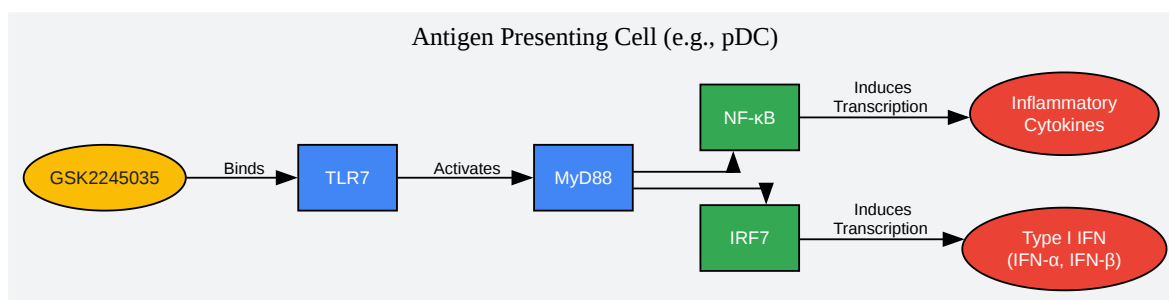 Antigen Presenting Cell (e.g., pDC)
GSK2245035
Binds
TLR7
Activates
MyD88
NF-κB
Induces
Transcription
Inflammatory
Cytokines
IRF7
Induces
Transcription
Type I IFN
(IFN-α, IFN-β)